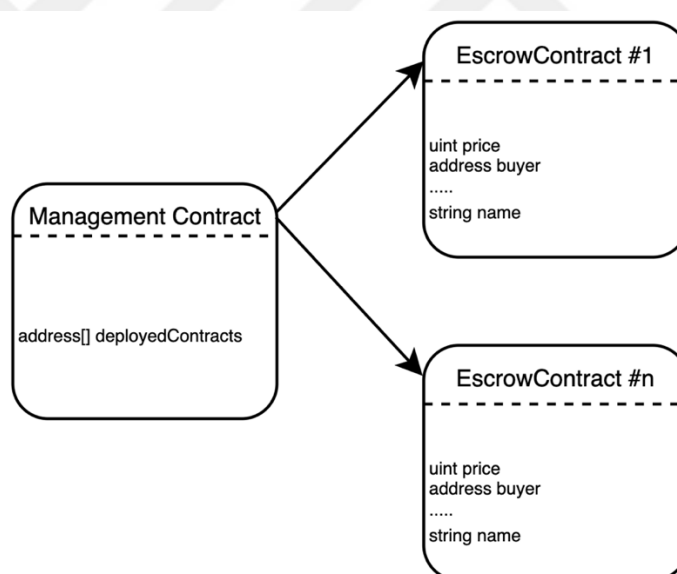 EscrowContract #1
uint price
address buyer
.....
string name
Management Contract
address[] deployedContracts
EscrowContract #n
uint price
address buyer
.....
string name